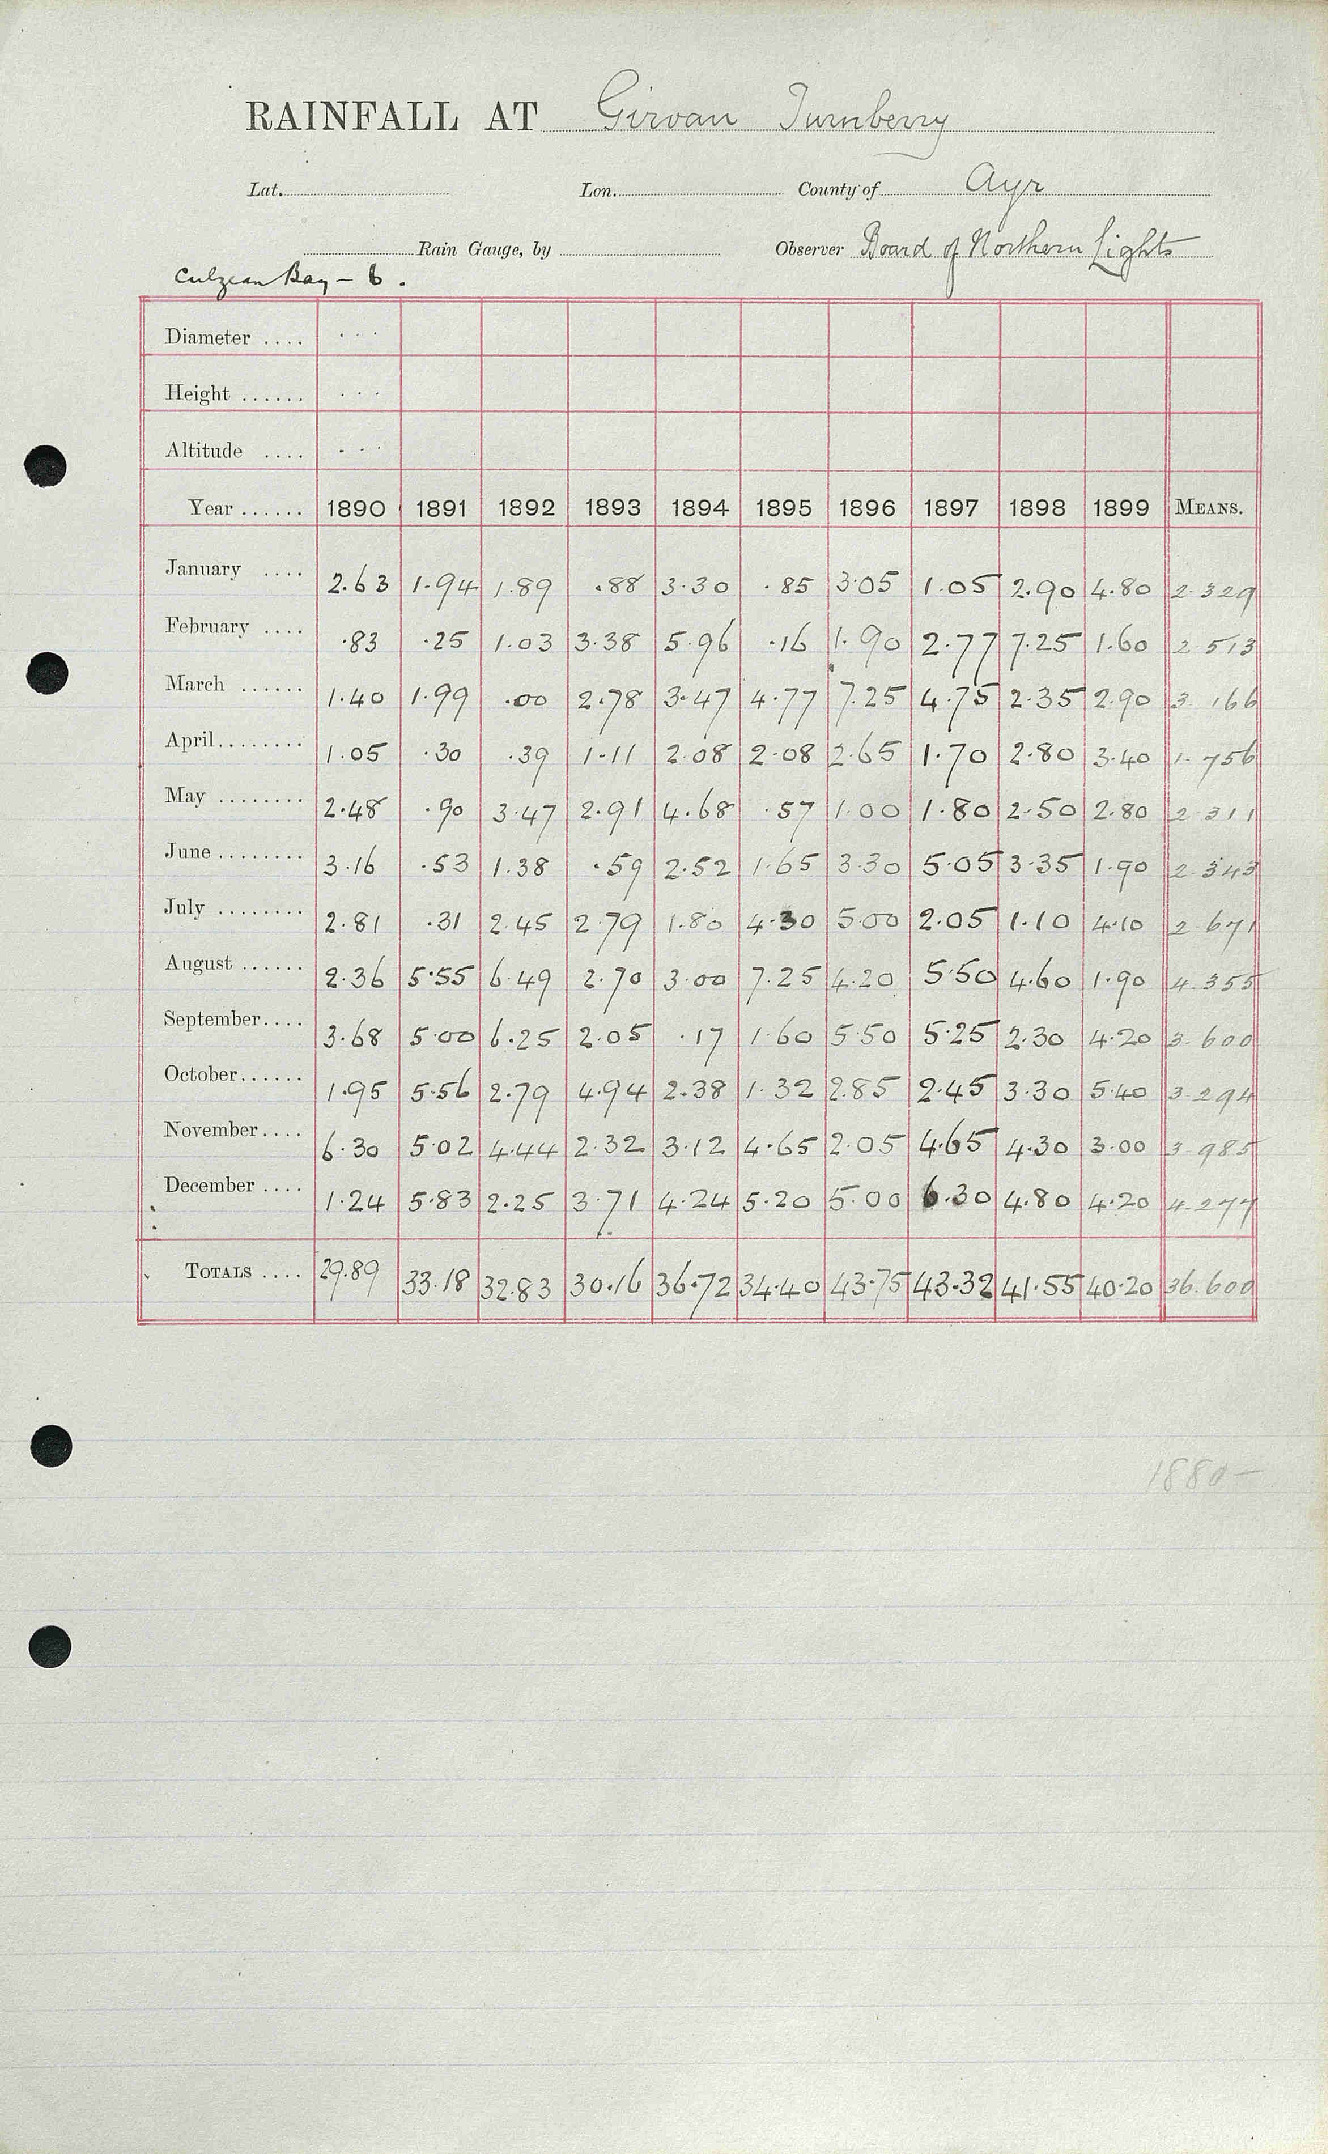 RAINFALL AT Girvan Turnberry
Lat. Lon. County of Ayr
Rain Gauge, by Observer Board of Northern Lights
Culzean Bay - 6.
Diameter .... ...
Height ...... ...
Altitude .... ...
Year ...... 1890 1891 1892 1893 1894 1895 1896 1897 1898 1899 MEANS.
January .... 2.63 1.94 1.89 .88 3.30 .85 3.05 1.05 2.90 4.80 2.329
February .... .83 .25 1.03 3.38 5.96 .16 1.90 2.77 7.25 1.60 2.513
March ...... 1.40 1.99 .00 2.78 3.47 4.77 7.25 4.75 2.35 2.90 3.166
April........ 1.05 .30 .39 1.11 2.08 2.08 2.65 1.70 2.80 3.40 1.756
May ........ 2.48 .90 3.47 2.91 4.68 .57 1.00 1.80 2.50 2.80 2.311
June ........ 3.16 .53 1.38 .59 2.52 1.65 3.30 5.05 3.35 1.90 2.343
July ........ 2.81 .31 2.45 2.79 1.80 4.30 5.00 2.05 1.10 4.10 2.671
August ...... 2.36 5.55 6.49 2.70 3.00 7.25 4.20 5.50 4.60 1.90 4.355
September.... 3.68 5.00 6.25 2.05 .17 1.60 5.50 5.25 2.30 4.20 3.600
October...... 1.95 5.56 2.79 4.94 2.38 1.32 2.85 2.45 3.30 5.40 3.294
November.... 6.30 5.02 4.44 2.32 3.12 4.65 2.05 4.65 4.30 3.00 3.985
December .... 1.24 5.83 2.25 3.71 4.24 5.20 5.00 6.30 4.80 4.20 4.277
TOTALS .... 29.89 33.18 32.83 30.16 36.72 34.40 43.75 43.32 41.55 40.20 36.600
1880-